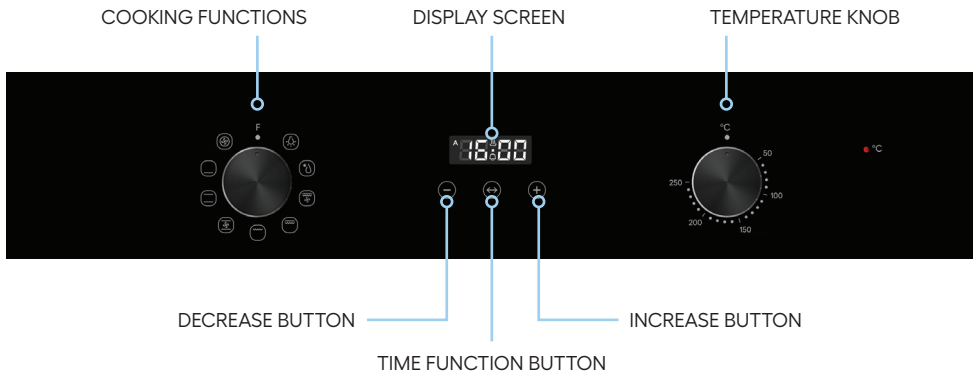 COOKING FUNCTIONS
DISPLAY SCREEN
TEMPERATURE KNOB
F
A 16:00
°C
°C
50
100
150
200
250
DECREASE BUTTON
INCREASE BUTTON
TIME FUNCTION BUTTON